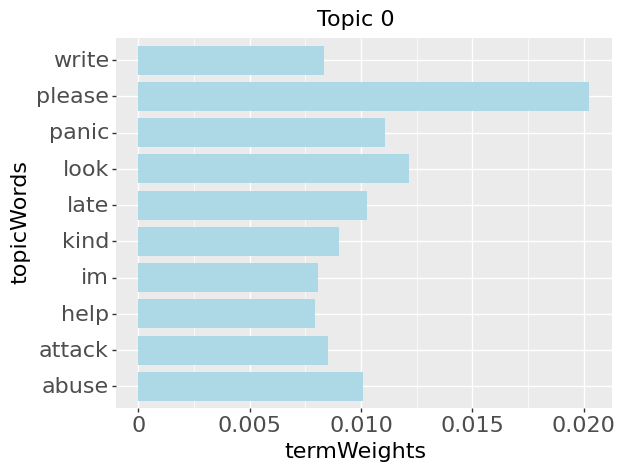 Topic 0
topicWords
write
please
panic
look
late
kind
im
help
attack
abuse
0 0.005 0.010 0.015 0.020
termWeights